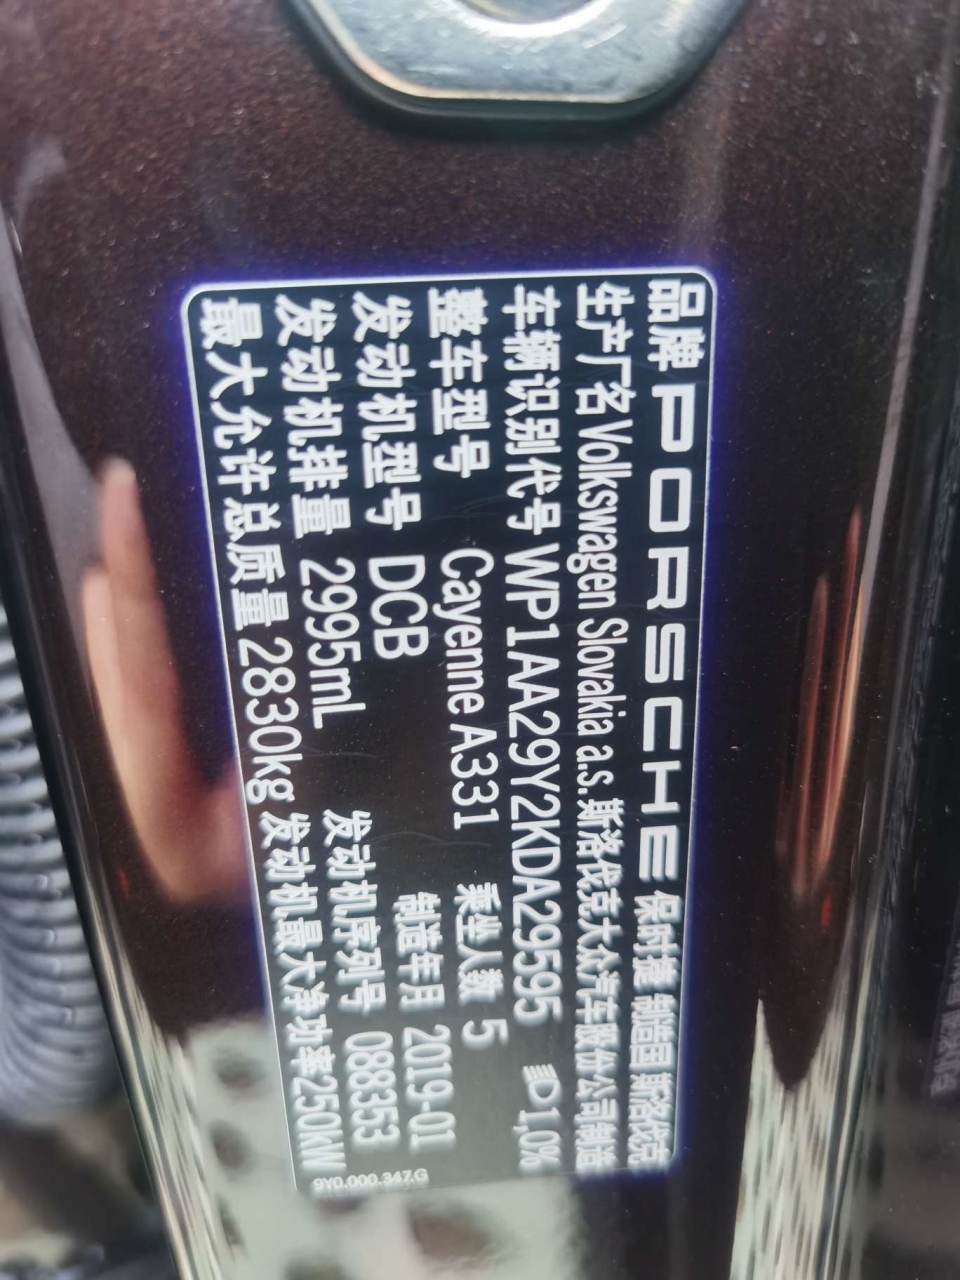 品牌 PORSCHE 保时捷 制造国 斯洛伐克
生产厂名 Volkswagen Slovakia a.s.斯洛伐克大众汽车股份公司制造
车辆识别代号 WP1AA29Y2KDA29595 1,0%
整车型号 Cayenne A331 乘坐人数 5
发动机型号 DCB 制造年月 2019-01
发动机排量 2995mL 发动机序列号 088353
最大允许总质量 2830kg 发动机最大净功率250kW
9Y0.000.347.G